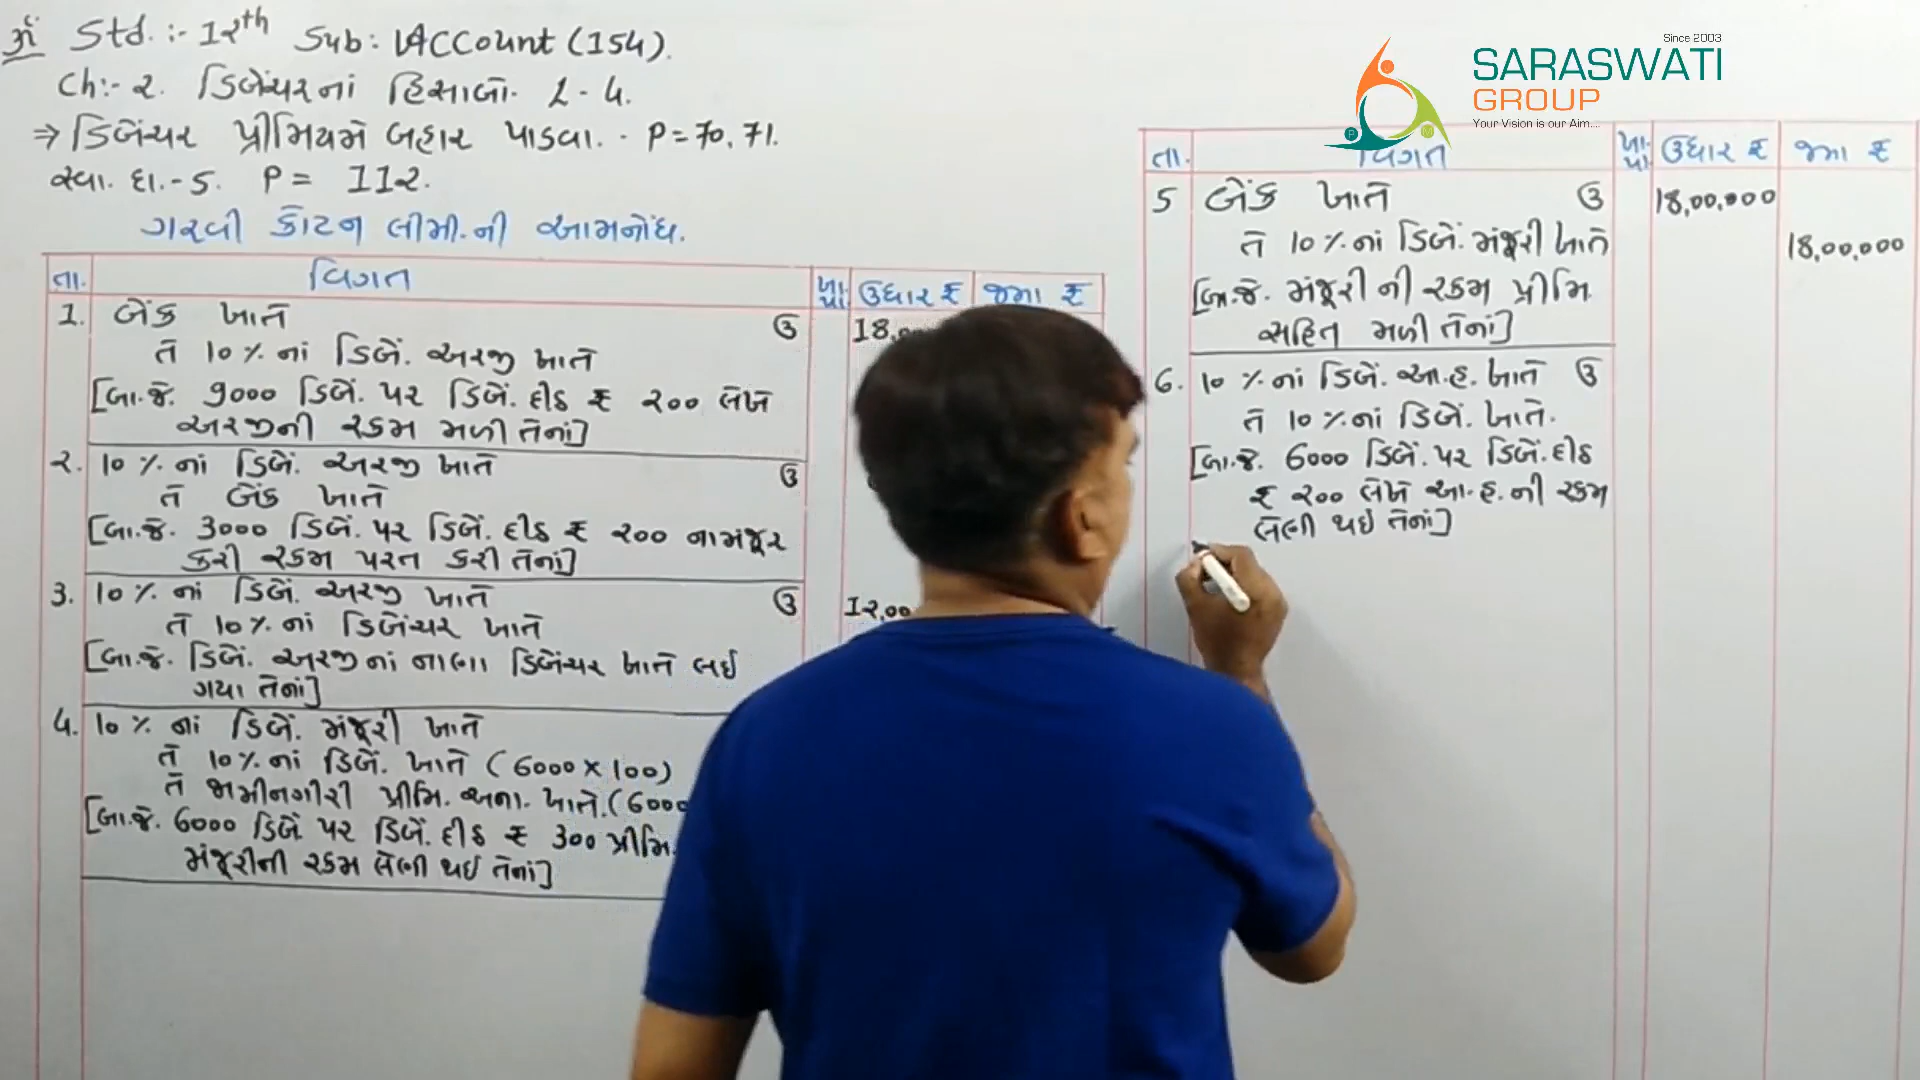 ૐ Std. :- 12th Sub : Account (154).
Ch:- 2. ડિબેંચરનાં હિસાબો. L - 4.
⇒ ડિબેંચર પ્રીમિયમે બહાર પાડવા. - P = 70, 71.
સ્વા. દા.- 5. P = 112.
ગરવી કૉટન લીમી.ની આમનોંધ.
તા. વિગત ખા. પા. ઉધાર ₹ જમા ₹
1. બેંક ખાતે ઉ
તે 10 % નાં ડિબેં. અરજી ખાતે
[બા.જે. 9000 ડિબેં. પર ડિબેં. દીઠ ₹ 200 લેખે
અરજીની રકમ મળી તેનાં]
2. 10 % નાં ડિબેં. અરજી ખાતે ઉ
તે બેંક ખાતે
[બા.જે. 3000 ડિબેં. પર ડિબેં. દીઠ ₹ 200 નામંજૂર
કરી રકમ પરત કરી તેનાં]
3. 10 % નાં ડિબેં. અરજી ખાતે ઉ 12,00
તે 10 % નાં ડિબેંચર ખાતે
[બા.જે. ડિબેં. અરજીનાં નાણા ડિબેંચર ખાતે લઈ
ગયા તેનાં]
4. 10 % નાં ડિબેં. મંજૂરી ખાતે
તે 10 % નાં ડિબેં. ખાતે (6000 × 100)
તે જામીનગીરી પ્રીમિ. અના. ખાતે. (6000
[બા.જે. 6000 ડિબેં પર ડિબેં. દીઠ ₹ 300 પ્રીમિ.
મંજૂરીની રકમ લેણી થઈ તેનાં]
Since 2003
SARASWATI
GROUP
Your Vision is our Aim....
P M
તા. વિગત ખા. પા. ઉધાર ₹ જમા ₹
5 બેંક ખાતે ઉ 18,00,000
તે 10 % નાં ડિબેં. મંજૂરી ખાતે 18,00,000
[બા.જે. મંજૂરી ની રકમ પ્રીમિ.
સહિત મળી તેનાં]
6. 10 % નાં ડિબેં. આ.હ. ખાતે ઉ
તે 10 % નાં ડિબેં. ખાતે.
[બા.જે. 6000 ડિબેં. પર ડિબેં. દીઠ
₹ 200 લેખે આ.હ. ની રકમ
લેણી થઈ તેનાં]